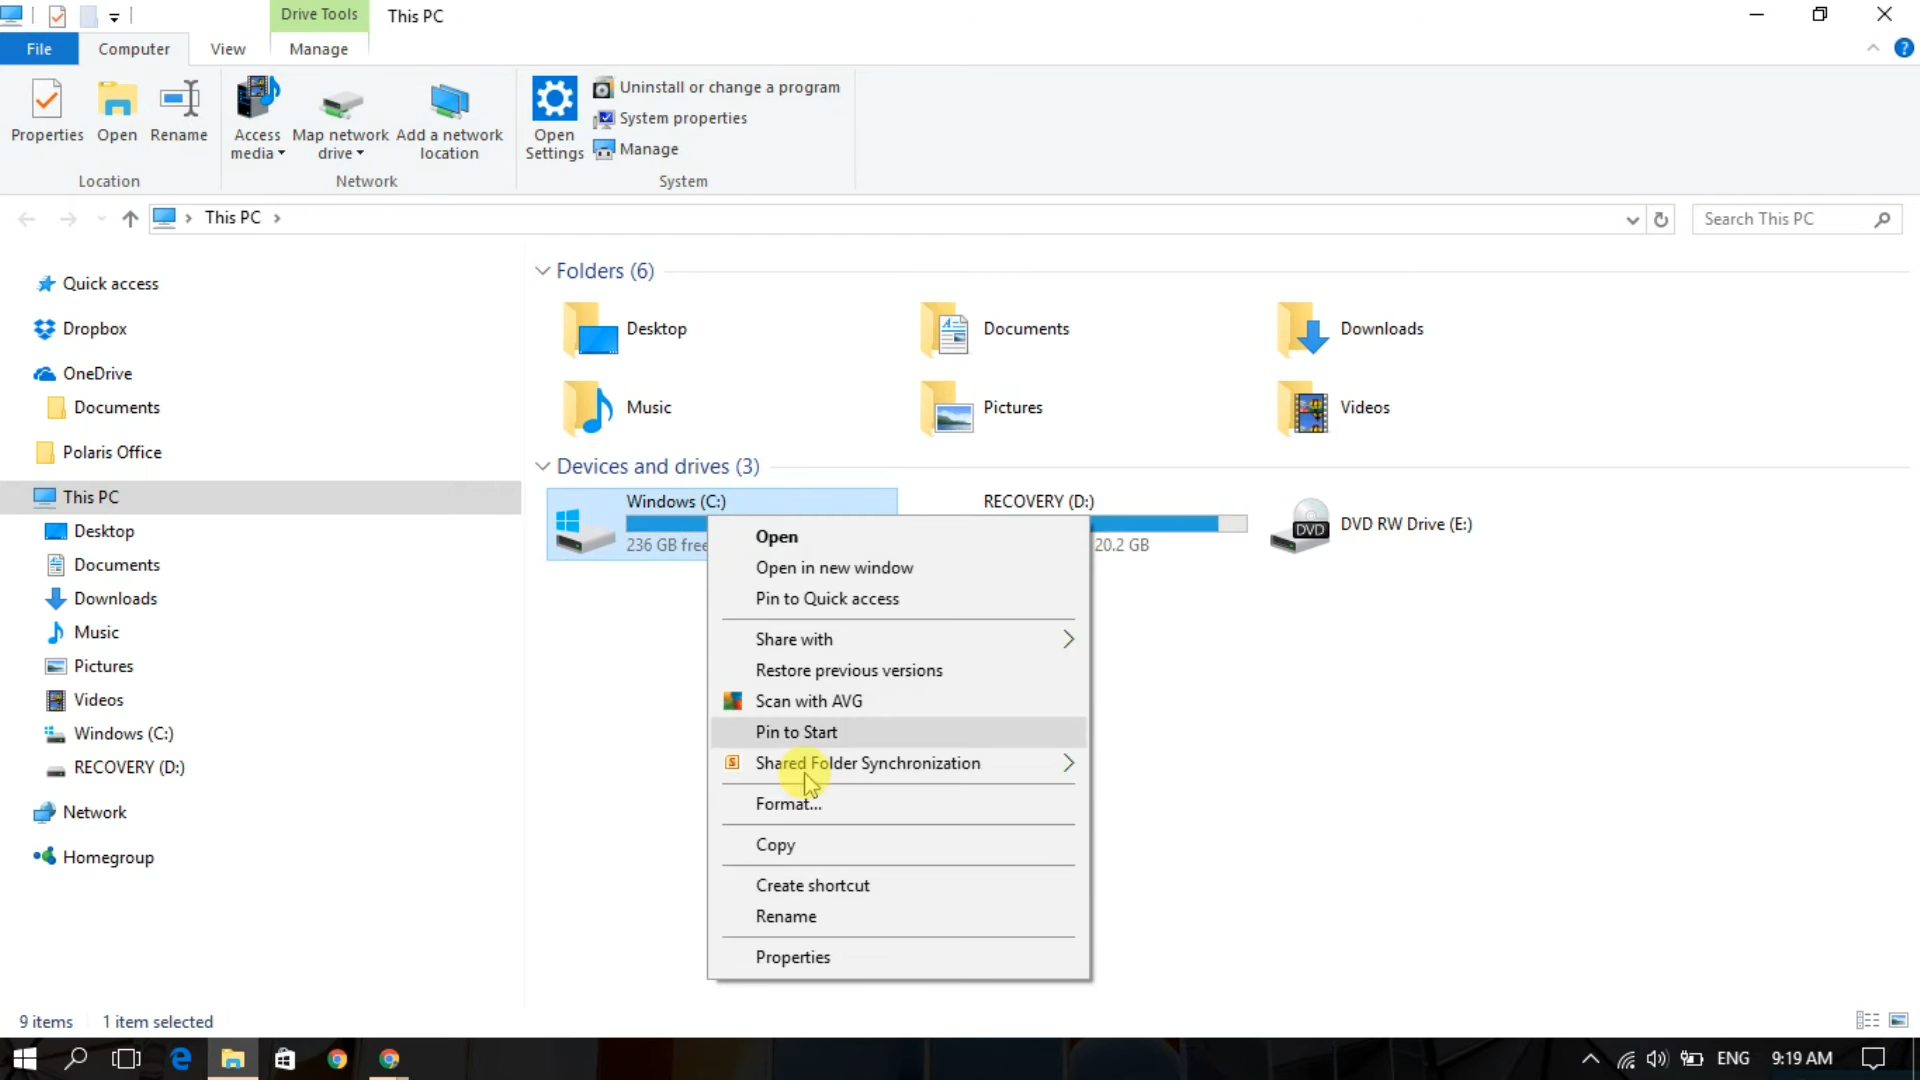 Drive Tools
This PC
File
Computer
View
Manage
Properties
Open
Rename
Access
media
Map network
drive
Add a network
location
Open
Settings
Uninstall or change a program
System properties
Manage
Location
Network
System
This PC
Search This PC
Quick access
Dropbox
OneDrive
Documents
Polaris Office
This PC
Desktop
Documents
Downloads
Music
Pictures
Videos
Windows (C:)
RECOVERY (D:)
Network
Homegroup
Folders (6)
Desktop
Documents
Downloads
Music
Pictures
Videos
Devices and drives (3)
Windows (C:)
236 GB free
RECOVERY (D:)
20.2 GB
DVD
DVD RW Drive (E:)
Open
Open in new window
Pin to Quick access
Share with
Restore previous versions
Scan with AVG
Pin to Start
S Shared Folder Synchronization
Format...
Copy
Create shortcut
Rename
Properties
9 items
1 item selected
ENG
9:19 AM